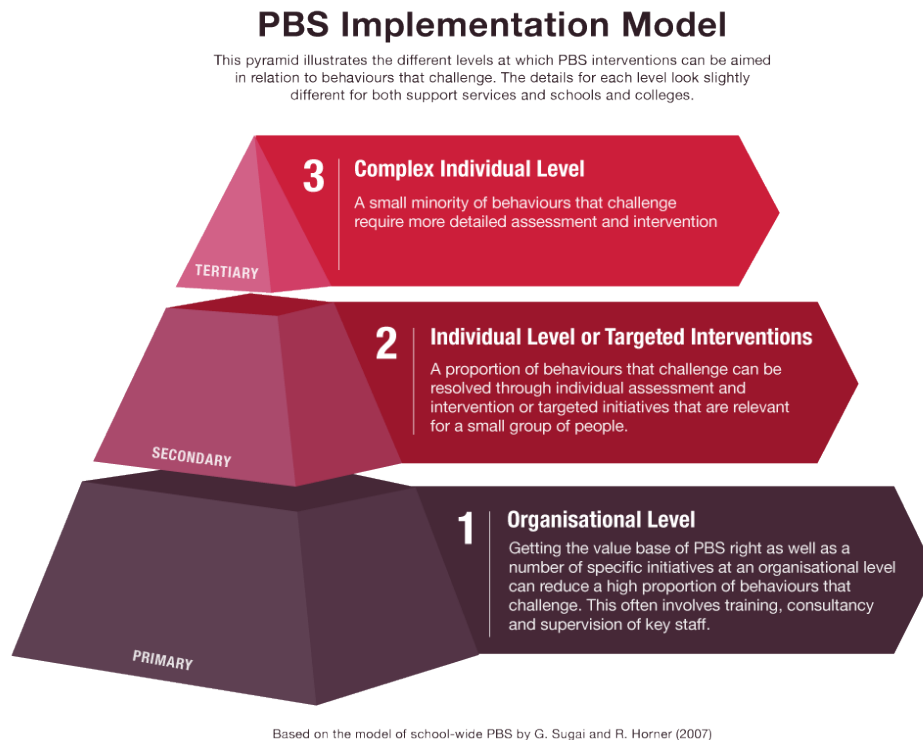 PBS Implementation Model
This pyramid illustrates the different levels at which PBS interventions can be aimed
in relation to behaviours that challenge. The details for each level look slightly
different for both support services and schools and colleges.
3
Complex Individual Level
A small minority of behaviours that challenge
require more detailed assessment and intervention
TERTIARY
2
Individual Level or Targeted Interventions
A proportion of behaviours that challenge can be
resolved through individual assessment and
intervention or targeted initiatives that are relevant
for a small group of people.
SECONDARY
1
Organisational Level
Getting the value base of PBS right as well as a
number of specific initiatives at an organisational level
can reduce a high proportion of behaviours that
challenge. This often involves training, consultancy
and supervision of key staff.
PRIMARY
Based on the model of school-wide PBS by G. Sugai and R. Horner (2007)